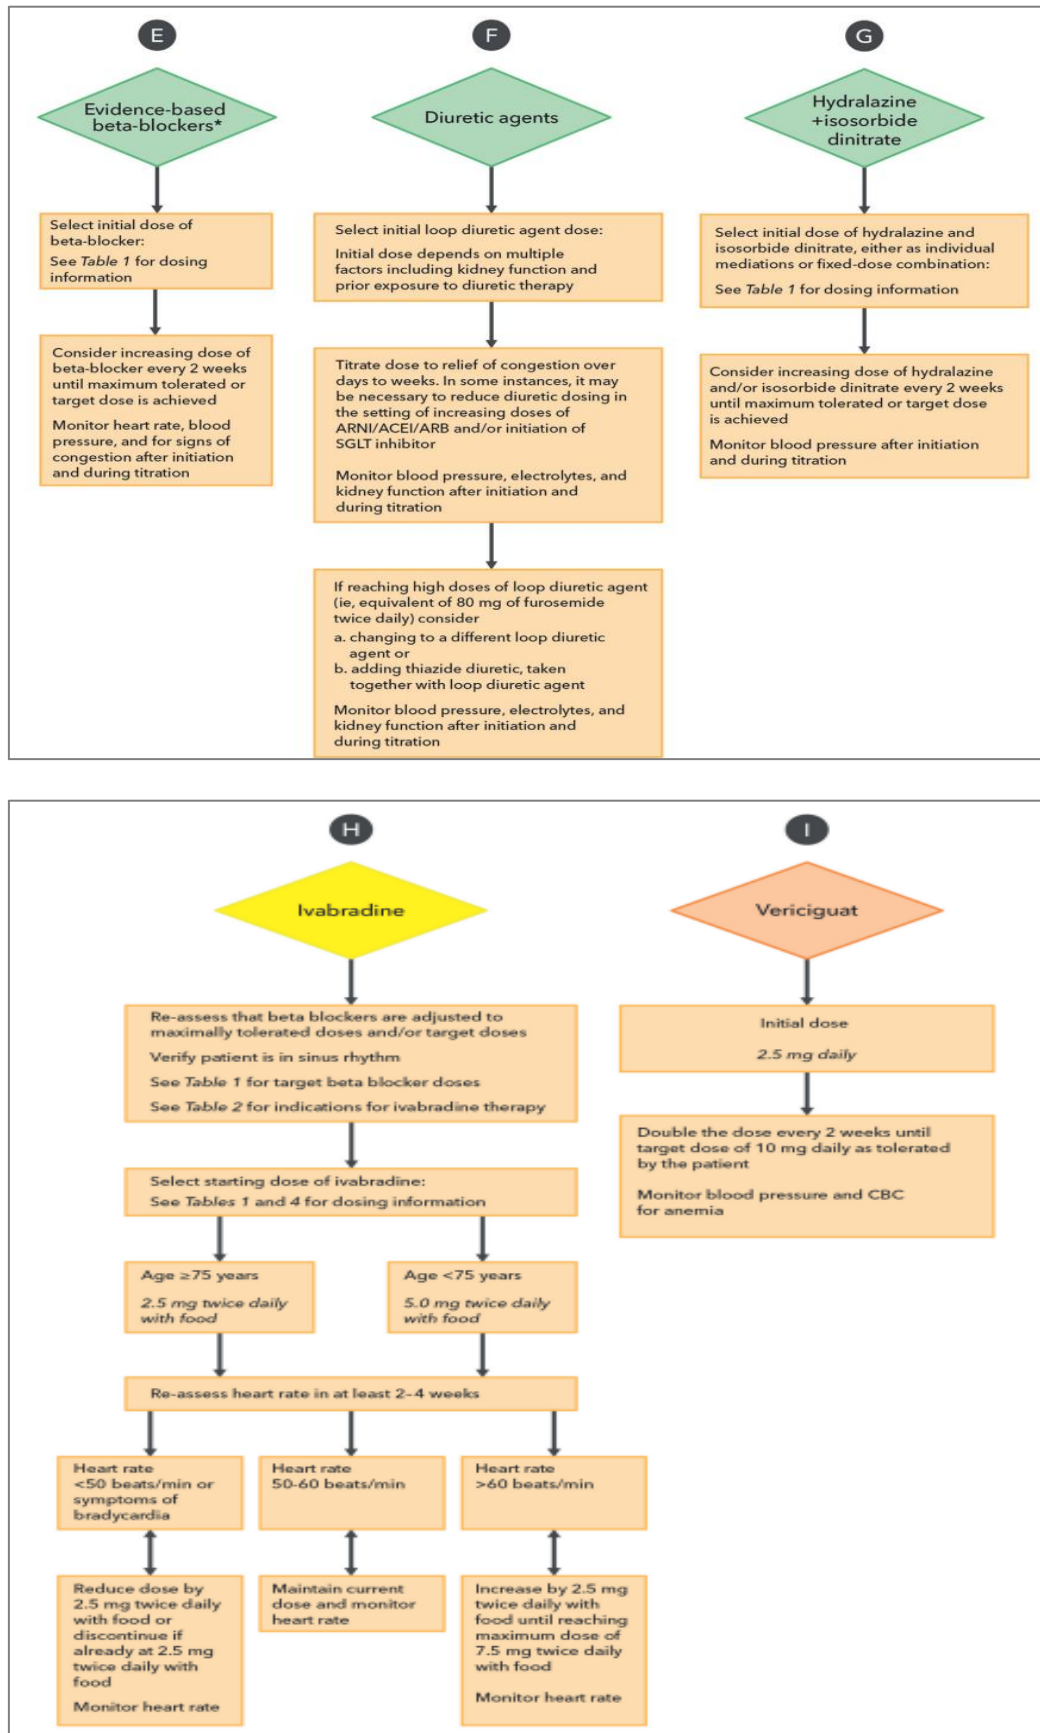 E
Evidence-based
beta-blockers*
Select initial dose of
beta-blocker:
See Table 1 for dosing
information
Consider increasing dose of
beta-blocker every 2 weeks
until maximum tolerated or
target dose is achieved
Monitor heart rate, blood
pressure, and for signs of
congestion after initiation
and during titration
F
Diuretic agents
Select initial loop diuretic agent dose:
Initial dose depends on multiple
factors including kidney function and
prior exposure to diuretic therapy
Titrate dose to relief of congestion over
days to weeks. In some instances, it may
be necessary to reduce diuretic dosing in
the setting of increasing doses of
ARNI/ACEI/ARB and/or initiation of
SGLT inhibitor
Monitor blood pressure, electrolytes, and
kidney function after initiation and
during titration
If reaching high doses of loop diuretic agent
(ie, equivalent of 80 mg of furosemide
twice daily) consider
a. changing to a different loop diuretic
agent or
b. adding thiazide diuretic, taken
together with loop diuretic agent
Monitor blood pressure, electrolytes, and
kidney function after initiation and
during titration
G
Hydralazine
+isosorbide
dinitrate
Select initial dose of hydralazine and
isosorbide dinitrate, either as individual
mediations or fixed-dose combination:
See Table 1 for dosing information
Consider increasing dose of hydralazine
and/or isosorbide dinitrate every 2 weeks
until maximum tolerated or target dose
is achieved
Monitor blood pressure after initiation
and during titration
H
Ivabradine
Re-assess that beta blockers are adjusted to
maximally tolerated doses and/or target doses
Verify patient is in sinus rhythm
See Table 1 for target beta blocker doses
See Table 2 for indications for ivabradine therapy
Select starting dose of ivabradine:
See Tables 1 and 4 for dosing information
Age ≥75 years
2.5 mg twice daily
with food
Age <75 years
5.0 mg twice daily
with food
Re-assess heart rate in at least 2-4 weeks
Heart rate
<50 beats/min or
symptoms of
bradycardia
Heart rate
50-60 beats/min
Heart rate
>60 beats/min
Reduce dose by
2.5 mg twice daily
with food or
discontinue if
already at 2.5 mg
twice daily with
food
Monitor heart rate
Maintain current
dose and monitor
heart rate
Increase by 2.5 mg
twice daily with
food until reaching
maximum dose of
7.5 mg twice daily
with food
Monitor heart rate
I
Vericiguat
Initial dose
2.5 mg daily
Double the dose every 2 weeks until
target dose of 10 mg daily as tolerated
by the patient
Monitor blood pressure and CBC
for anemia